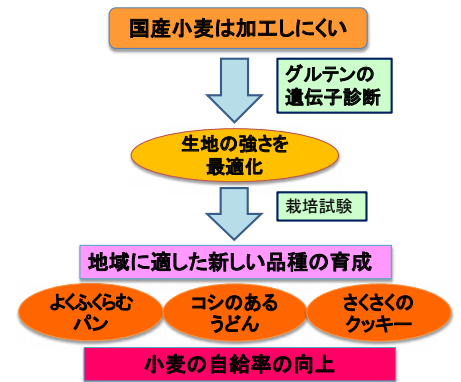 国産小麦は加工しにくい
グルテンの
遺伝子診断
生地の強さを
最適化
栽培試験
地域に適した新しい品種の育成
よくふくらむ
パン
コシのある
うどん
さくさくの
クッキー
小麦の自給率の向上